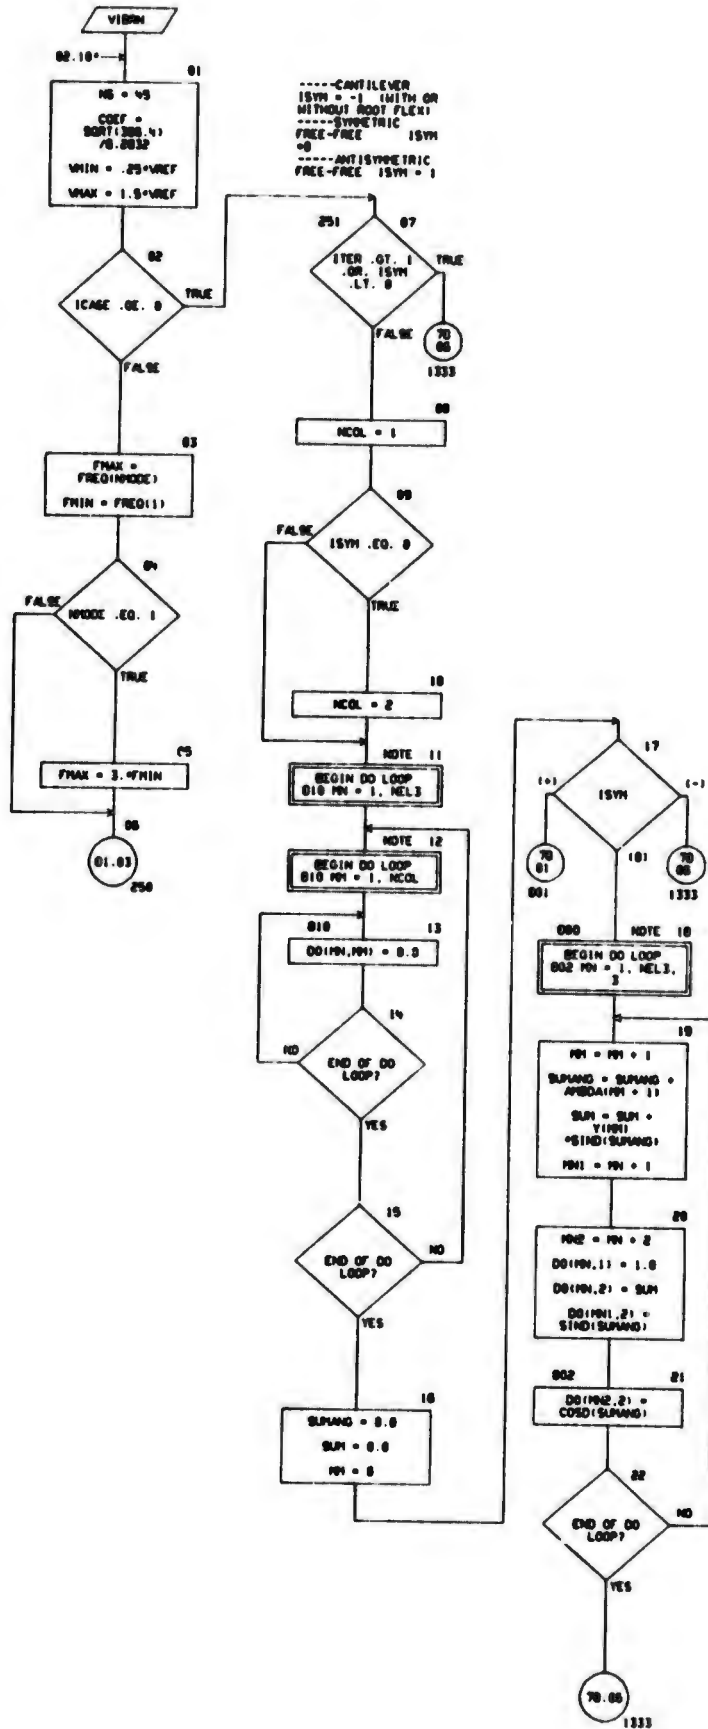 VIBAN
02.10*
01
NS = 45
COEF =
SQRT(386.4)
/6.2832
VMIN = .25*VREF
VMAX = 1.5*VREF
02
ICASE .GE. 0
TRUE
FALSE
03
FMAX =
FREQ(NMODE)
FMIN = FREQ(1)
04
FALSE
NMODE .EQ. 1
TRUE
05
FMAX = 3.*FMIN
06
01.03
250
-----CANTILEVER
ISYM = -1 (WITH OR
WITHOUT ROOT FLEX)
-----SYMMETRIC
FREE-FREE ISYM
=0
-----ANTISYMMETRIC
FREE-FREE ISYM = 1
251
07
ITER .GT. 1
.OR. ISYM
.LT. 0
TRUE
FALSE
70
1333
08
NCOL = 1
09
FALSE
ISYM .EQ. 0
TRUE
10
NCOL = 2
NOTE 11
BEGIN DO LOOP
810 MN = 1, NEL3
NOTE 12
BEGIN DO LOOP
810 MM = 1, NCOL
810
13
DO(MN,MM) = 0.0
14
NO
END OF DO
LOOP?
YES
15
END OF DO
LOOP?
NO
YES
16
SUMANG = 0.0
SUM = 0.0
MM = 0
17
(+)
ISYM
(-)
70
01
801
(0)
70
1333
800
NOTE 18
BEGIN DO LOOP
802 MN = 1, NEL3,
3
19
MM = MM + 1
SUMANG = SUMANG +
AMBDA(MM + 1)
SUM = SUM +
Y(MM)
*SIND(SUMANG)
MN1 = MN + 1
20
MN2 = MN + 2
DO(MN,1) = 1.0
DO(MN,2) = SUM
DO(MN1,2) =
SIND(SUMANG)
802
21
DO(MN2,2) =
COSD(SUMANG)
22
END OF DO
LOOP?
NO
YES
1333